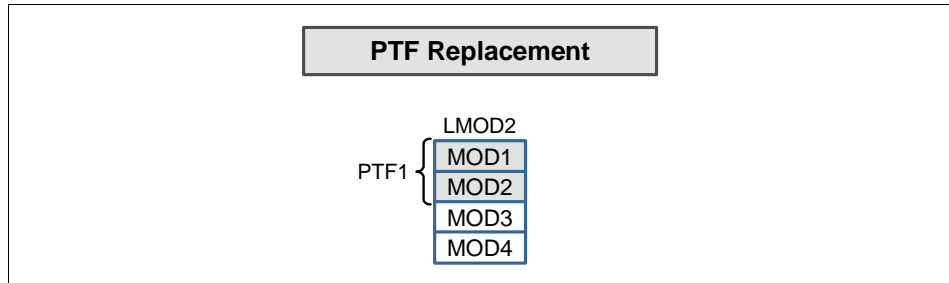 PTF Replacement
LMOD2
MOD1
PTF1
MOD2
MOD3
MOD4